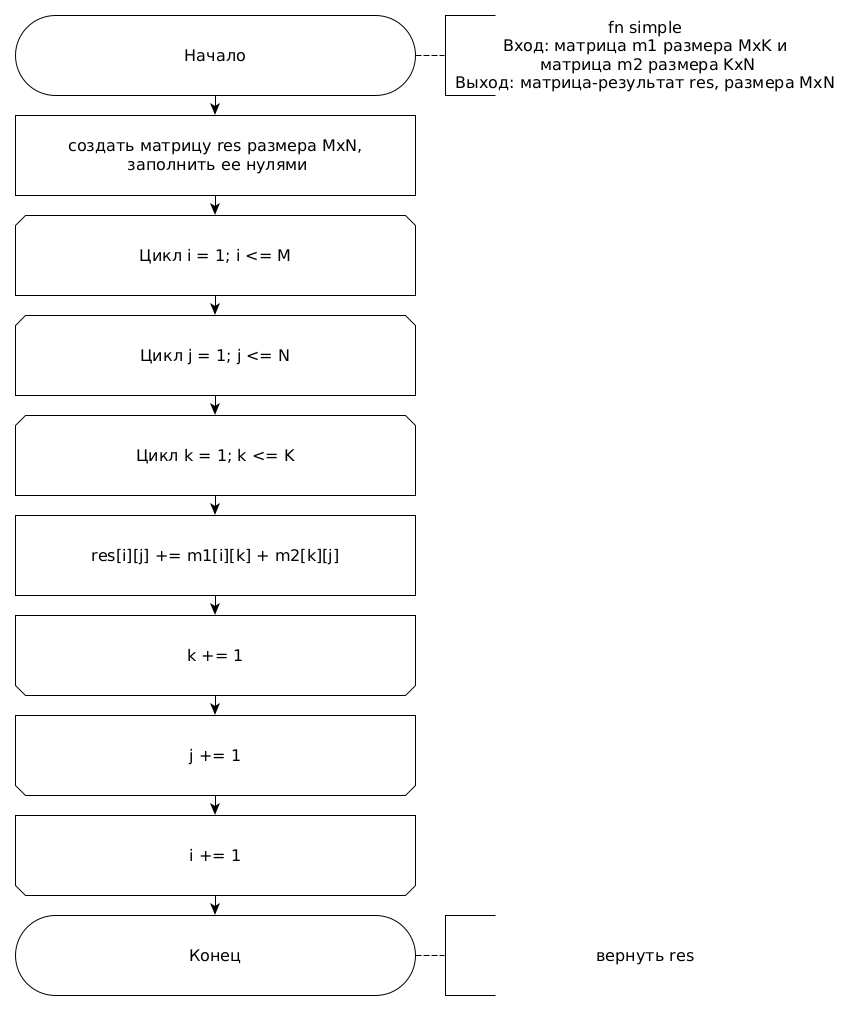 Начало
fn simple
Вход: матрица m1 размера MxK и
матрица m2 размера KxN
Выход: матрица-результат res, размера MxN
создать матрицу res размера MxN,
заполнить ее нулями
Цикл i = 1; i <= M
Цикл j = 1; j <= N
Цикл k = 1; k <= K
res[i][j] += m1[i][k] + m2[k][j]
k += 1
j += 1
i += 1
Конец
вернуть res